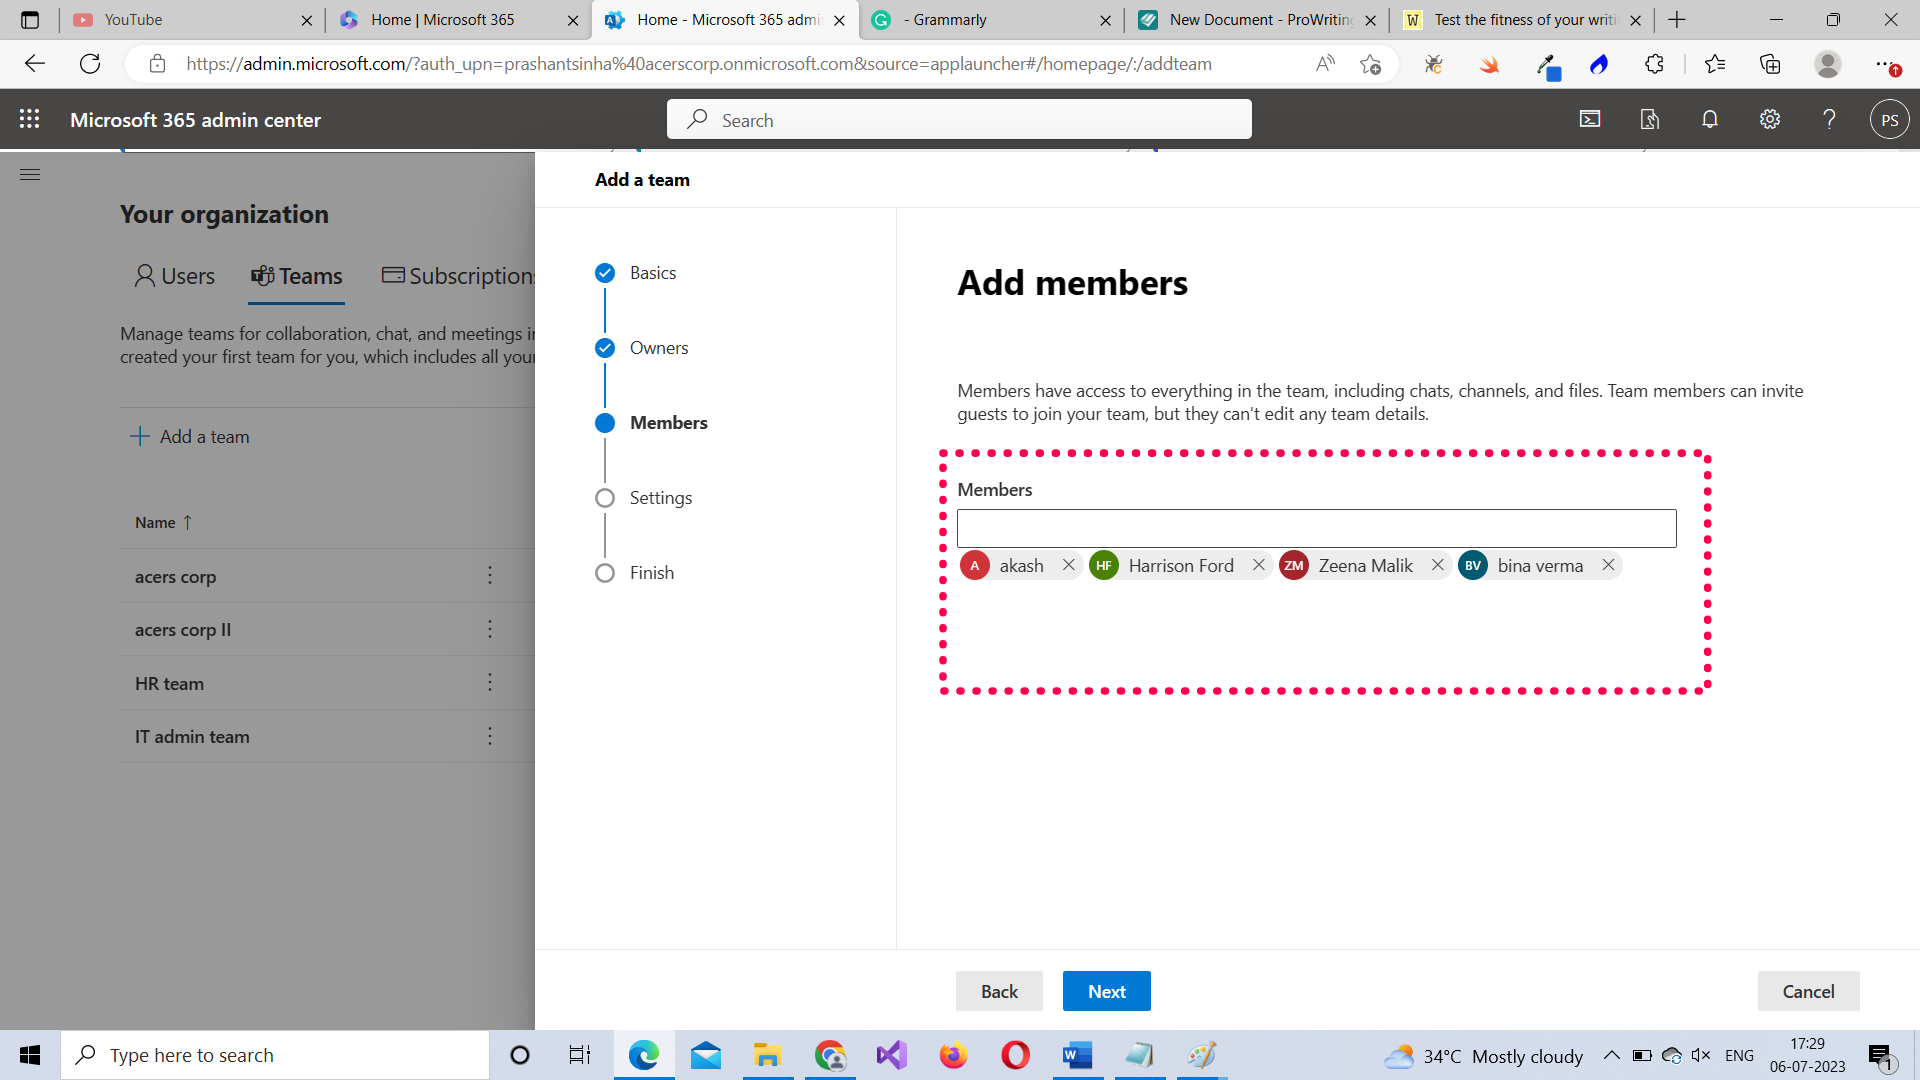 YouTube
Home | Microsoft 365
Home - Microsoft 365 admi
- Grammarly
New Document - ProWriting
Test the fitness of your writi
https://admin.microsoft.com/?auth_upn=prashantsinha%40acerscorp.onmicrosoft.com&source=applauncher#/homepage/:/addteam
Microsoft 365 admin center
Search
PS
Add a team
Your organization
Users
Teams
Subscriptions
Manage teams for collaboration, chat, and meetings in
created your first team for you, which includes all your
Add a team
Name ↑
acers corp
acers corp II
HR team
IT admin team
Basics
Owners
Members
Settings
Finish
Add members
Members have access to everything in the team, including chats, channels, and files. Team members can invite
guests to join your team, but they can't edit any team details.
Members
A akash
HF Harrison Ford
ZM Zeena Malik
BV bina verma
Back
Next
Cancel
Type here to search
34°C Mostly cloudy
ENG
17:29
06-07-2023
1